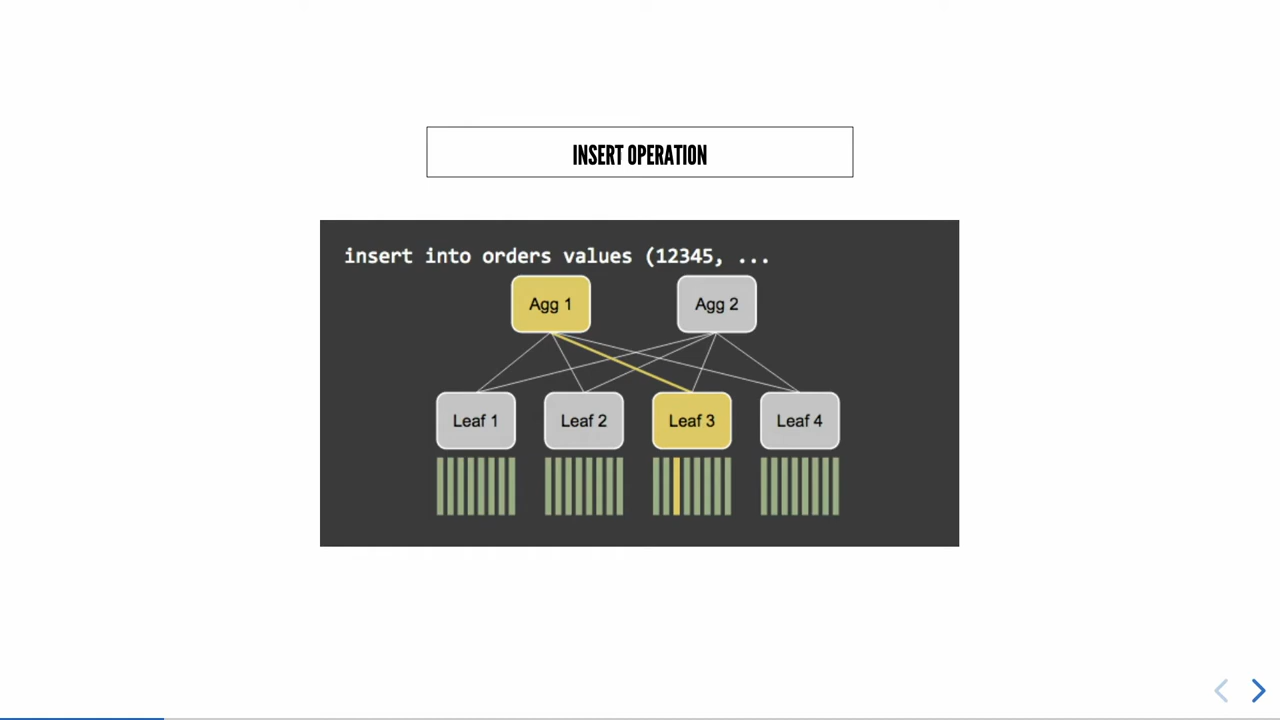 INSERT OPERATION
insert into orders values (12345, ...
Agg 1
Agg 2
Leaf 1
Leaf 2
Leaf 3
Leaf 4